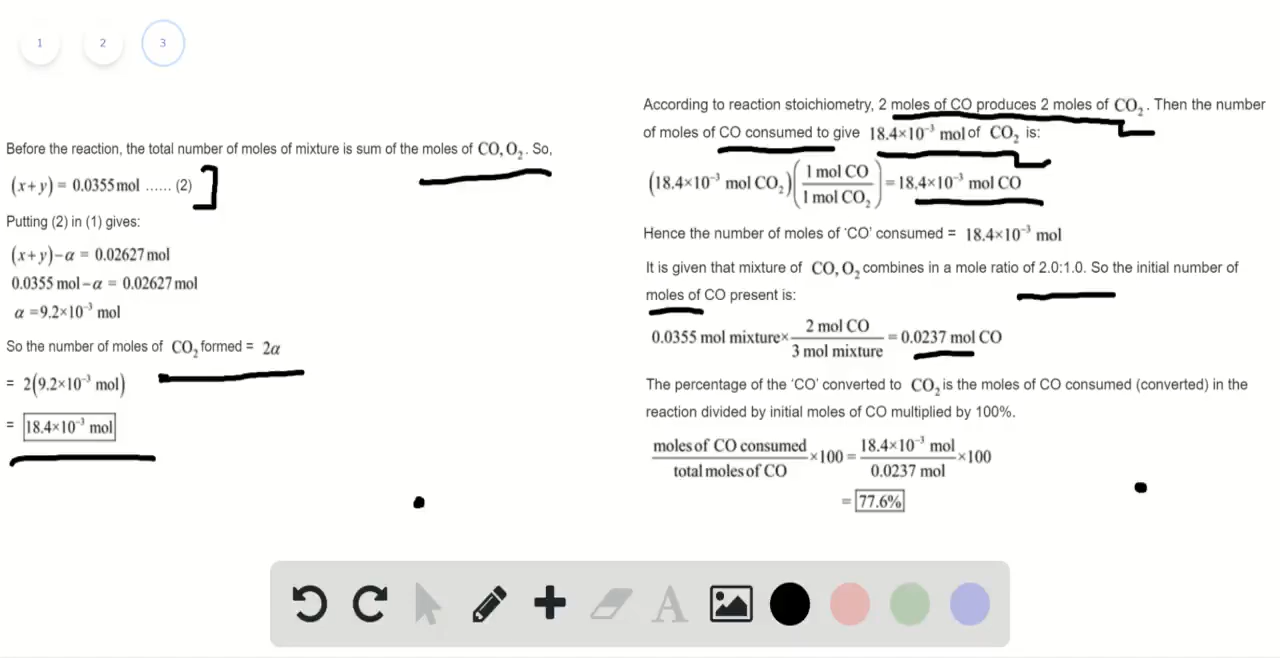 1
2
3
Before the reaction, the total number of moles of mixture is sum of the moles of CO, O₂. So,
(x+y) = 0.0355 mol ...... (2)
Putting (2) in (1) gives:
(x+y)−α = 0.02627 mol
0.0355 mol−α = 0.02627 mol
α =9.2×10⁻³ mol
So the number of moles of CO₂ formed = 2α
= 2(9.2×10⁻³ mol)
= 18.4×10⁻³ mol
According to reaction stoichiometry, 2 moles of CO produces 2 moles of CO₂. Then the number
of moles of CO consumed to give 18.4×10⁻³ mol of CO₂ is:
(18.4×10⁻³ mol CO₂)(1 mol CO / 1 mol CO₂) = 18.4×10⁻³ mol CO
Hence the number of moles of 'CO' consumed = 18.4×10⁻³ mol
It is given that mixture of CO, O₂ combines in a mole ratio of 2.0:1.0. So the initial number of
moles of CO present is:
0.0355 mol mixture× 2 mol CO / 3 mol mixture = 0.0237 mol CO
The percentage of the 'CO' converted to CO₂ is the moles of CO consumed (converted) in the
reaction divided by initial moles of CO multiplied by 100%.
moles of CO consumed / total moles of CO ×100 = 18.4×10⁻³ mol / 0.0237 mol ×100
= 77.6%
A